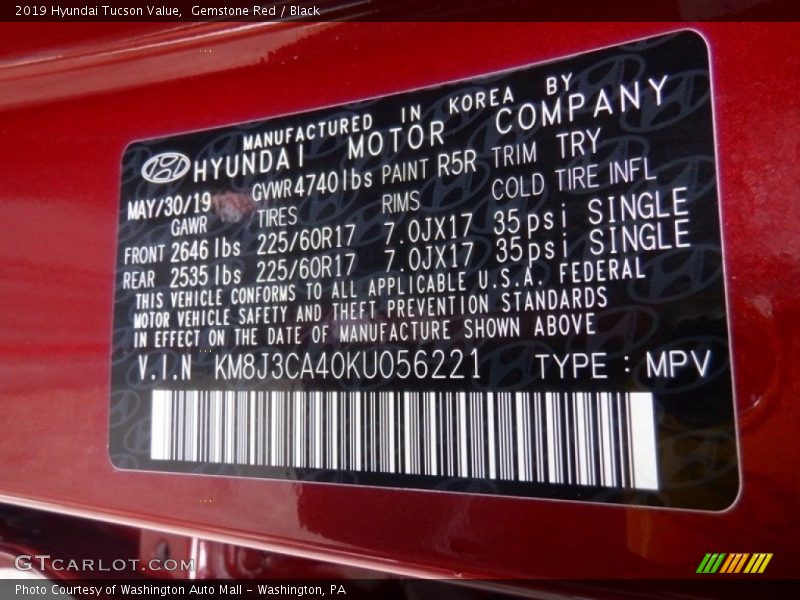 2019 Hyundai Tucson Value,  Gemstone Red / Black
MANUFACTURED IN KOREA BY
HYUNDAI MOTOR COMPANY
MAY/30/19 GVWR 4740lbs PAINT R5R TRIM TRY
GAWR TIRES RIMS COLD TIRE INFL
FRONT 2646 lbs 225/60R17 7.0JX17 35psi SINGLE
REAR 2535 lbs 225/60R17 7.0JX17 35psi SINGLE
THIS VEHICLE CONFORMS TO ALL APPLICABLE U.S.A. FEDERAL
MOTOR VEHICLE SAFETY AND THEFT PREVENTION STANDARDS
IN EFFECT ON THE DATE OF MANUFACTURE SHOWN ABOVE
V.I.N KM8J3CA40KU056221 TYPE : MPV
GTcarlot.com
Photo Courtesy of Washington Auto Mall - Washington, PA